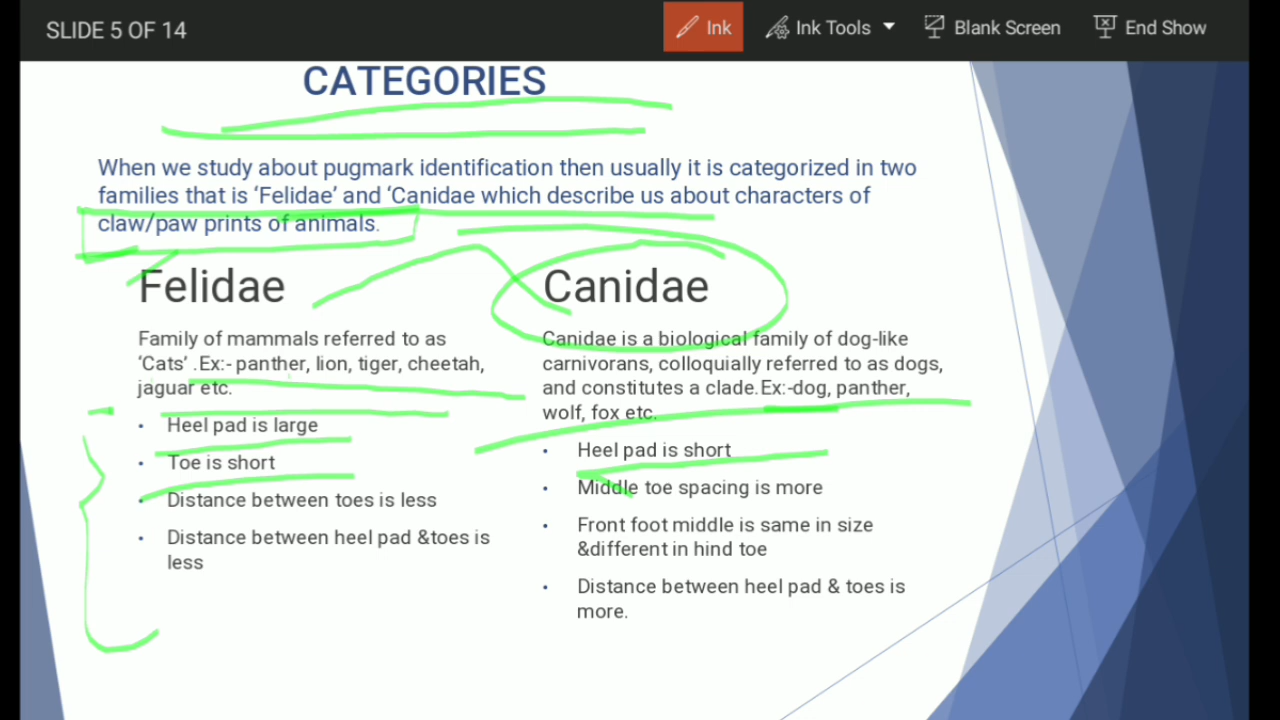 SLIDE 5 OF 14
Ink
Ink Tools
Blank Screen
End Show
CATEGORIES
When we study about pugmark identification then usually it is categorized in two
families that is ‘Felidae’ and ‘Canidae which describe us about characters of
claw/paw prints of animals.
Felidae
Family of mammals referred to as
‘Cats’ .Ex:- panther, lion, tiger, cheetah,
jaguar etc.
• Heel pad is large
• Toe is short
• Distance between toes is less
• Distance between heel pad &toes is
less
Canidae
Canidae is a biological family of dog-like
carnivorans, colloquially referred to as dogs,
and constitutes a clade.Ex:-dog, panther,
wolf, fox etc.
• Heel pad is short
• Middle toe spacing is more
• Front foot middle is same in size
&different in hind toe
• Distance between heel pad & toes is
more.